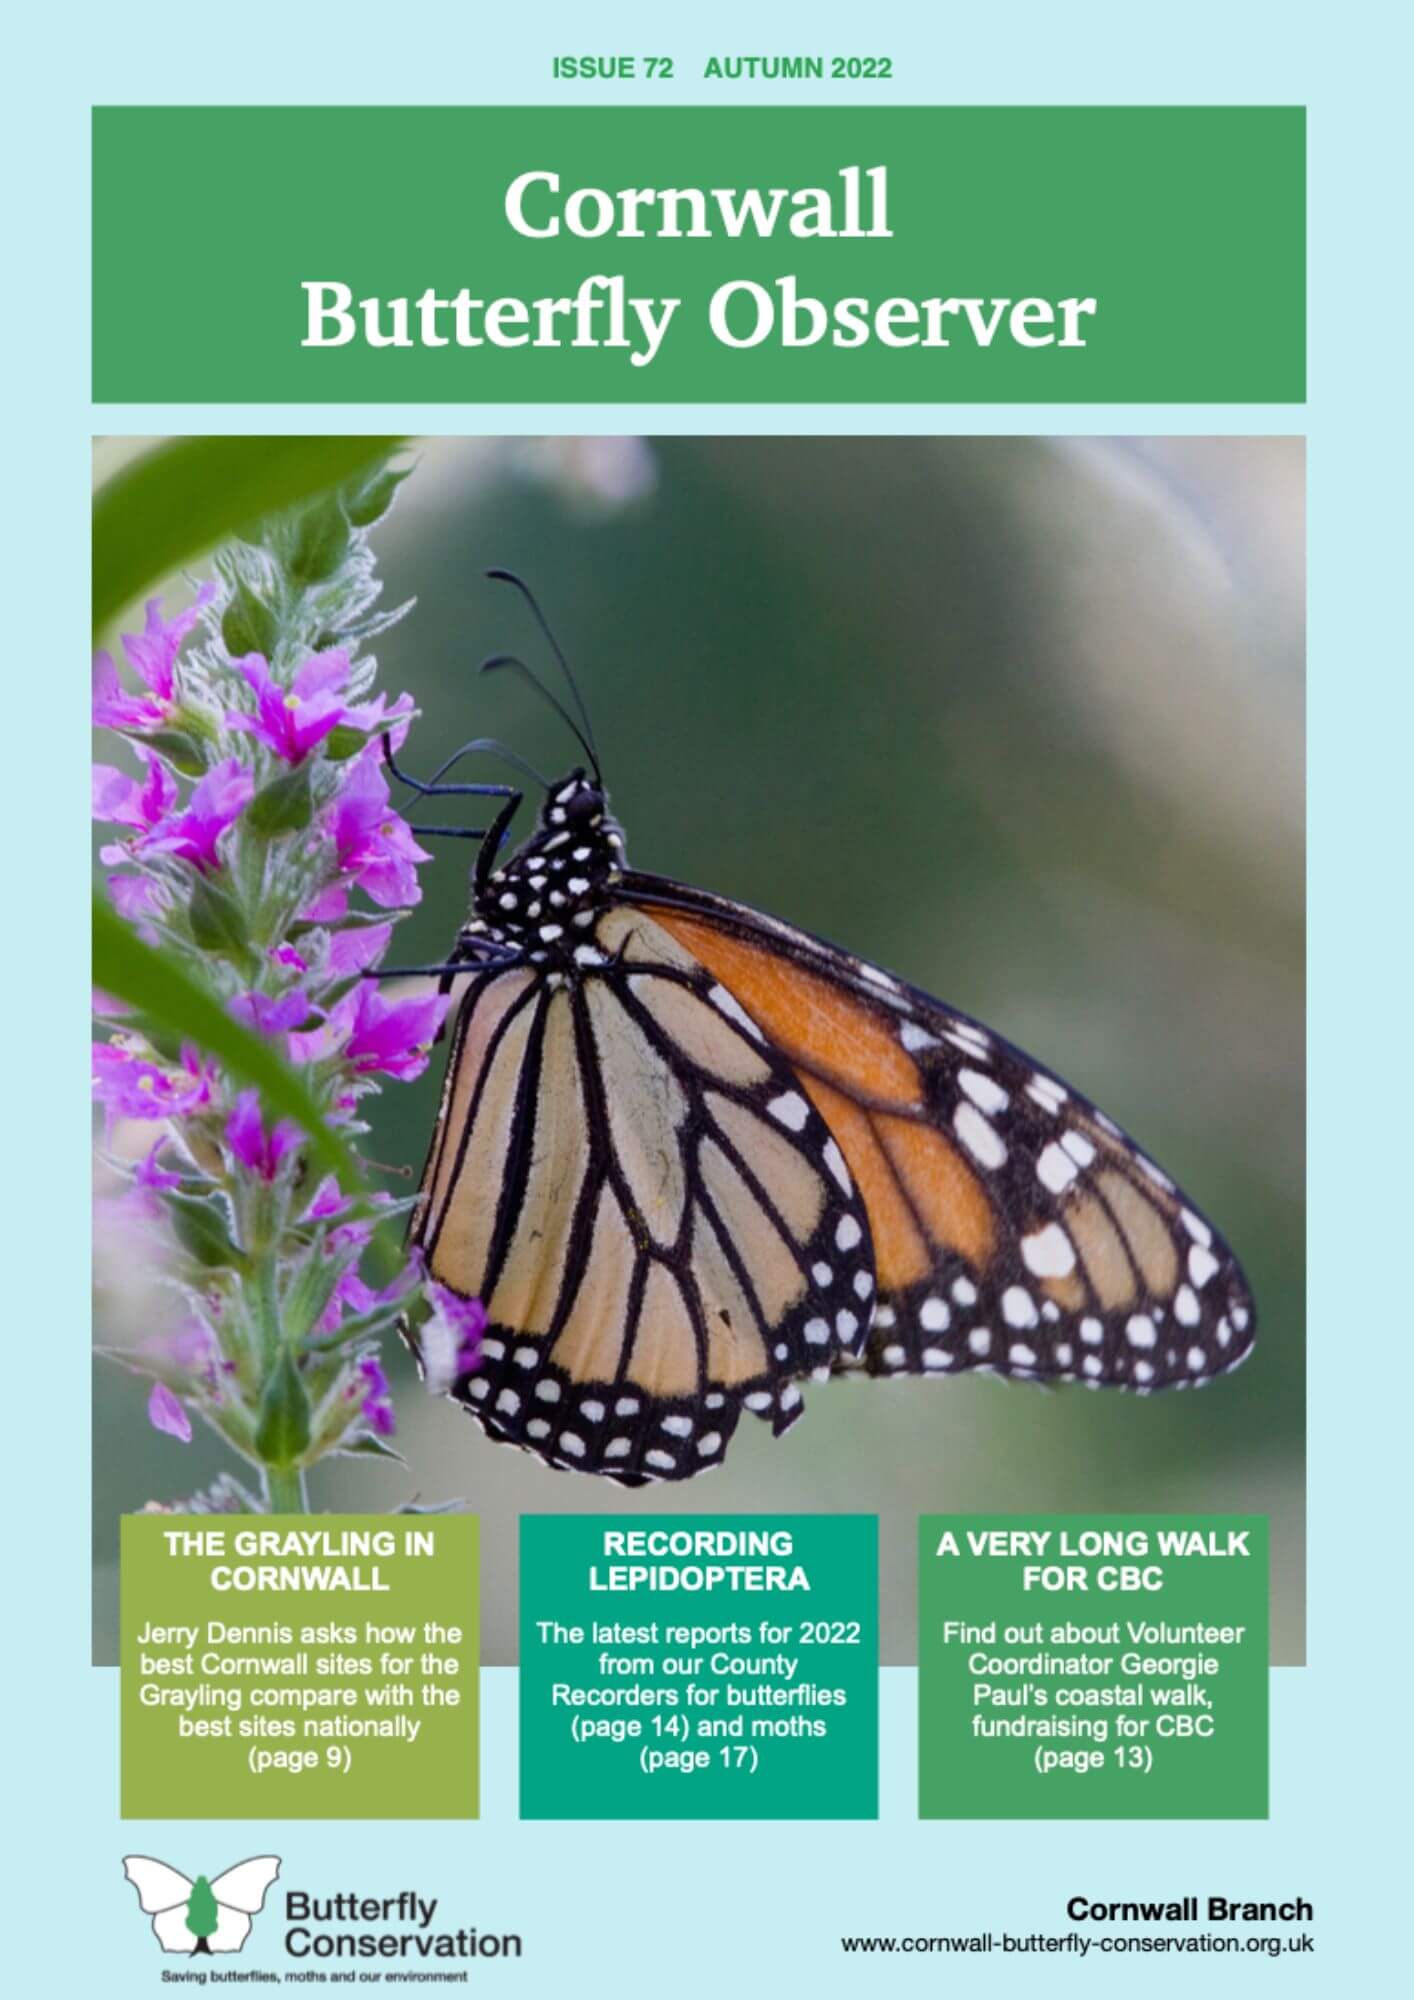 ISSUE 72 AUTUMN 2022
Cornwall
Butterfly Observer
THE GRAYLING IN
CORNWALL
Jerry Dennis asks how the
best Cornwall sites for the
Grayling compare with the
best sites nationally
(page 9)
RECORDING
LEPIDOPTERA
The latest reports for 2022
from our County
Recorders for butterflies
(page 14) and moths
(page 17)
A VERY LONG WALK
FOR CBC
Find out about Volunteer
Coordinator Georgie
Paul's coastal walk,
fundraising for CBC
(page 13)
Butterfly
Conservation
Saving butterflies, moths and our environment
Cornwall Branch
www.cornwall-butterfly-conservation.org.uk